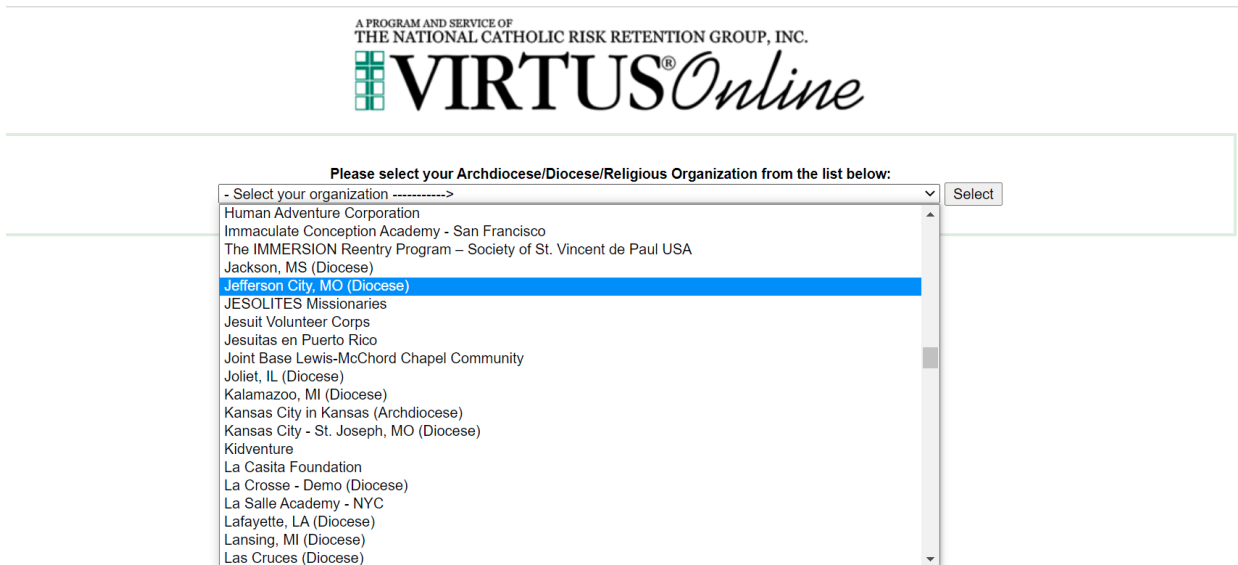 A PROGRAM AND SERVICE OF
THE NATIONAL CATHOLIC RISK RETENTION GROUP, INC.
VIRTUS® Online
Please select your Archdiocese/Diocese/Religious Organization from the list below:
- Select your organization ----------->
Select
Human Adventure Corporation
Immaculate Conception Academy - San Francisco
The IMMERSION Reentry Program – Society of St. Vincent de Paul USA
Jackson, MS (Diocese)
Jefferson City, MO (Diocese)
JESOLITES Missionaries
Jesuit Volunteer Corps
Jesuitas en Puerto Rico
Joint Base Lewis-McChord Chapel Community
Joliet, IL (Diocese)
Kalamazoo, MI (Diocese)
Kansas City in Kansas (Archdiocese)
Kansas City - St. Joseph, MO (Diocese)
Kidventure
La Casita Foundation
La Crosse - Demo (Diocese)
La Salle Academy - NYC
Lafayette, LA (Diocese)
Lansing, MI (Diocese)
Las Cruces (Diocese)